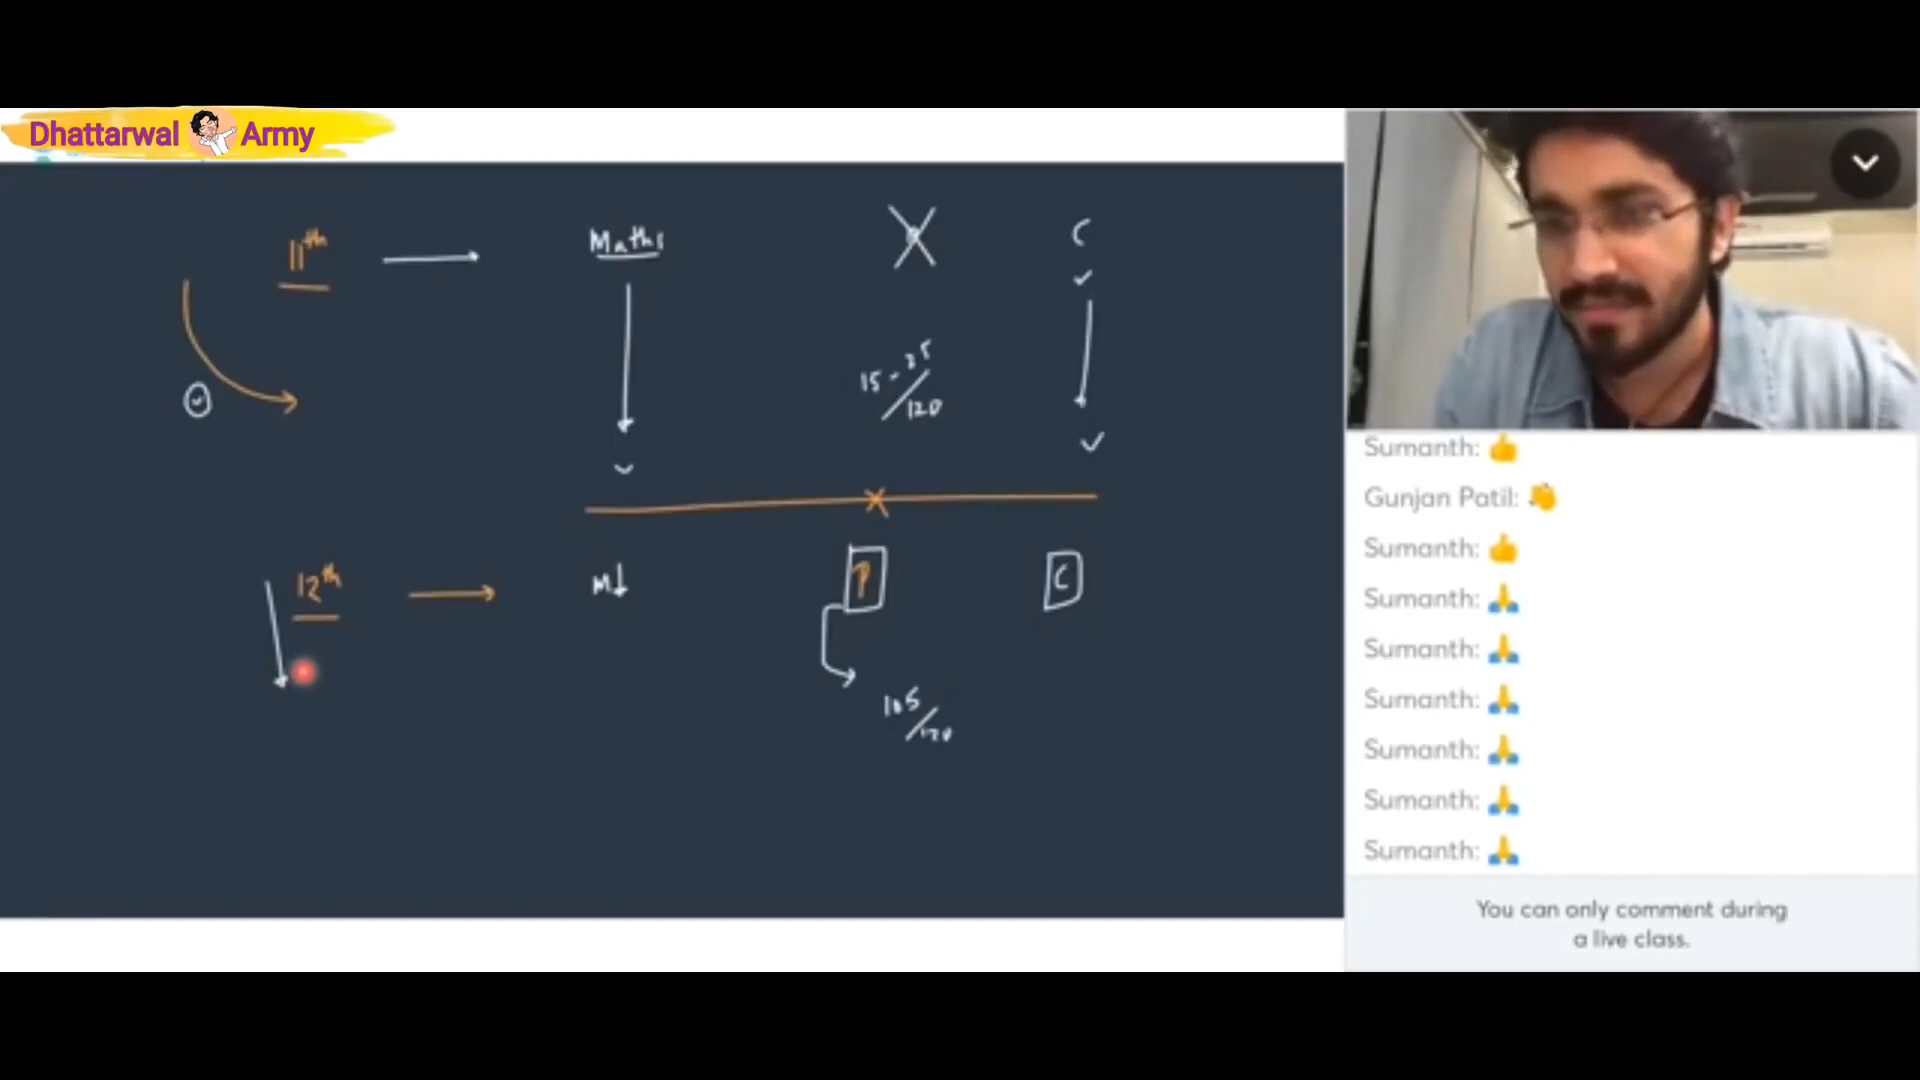 Dhattarwal Army
11th Maths C
15 - 25/120
12th M P C
105/120
Sumanth: 👍
Gunjan Patil: 👏
Sumanth: 👍
Sumanth: 🙏
Sumanth: 🙏
Sumanth: 🙏
Sumanth: 🙏
Sumanth: 🙏
Sumanth: 🙏
You can only comment during
a live class.